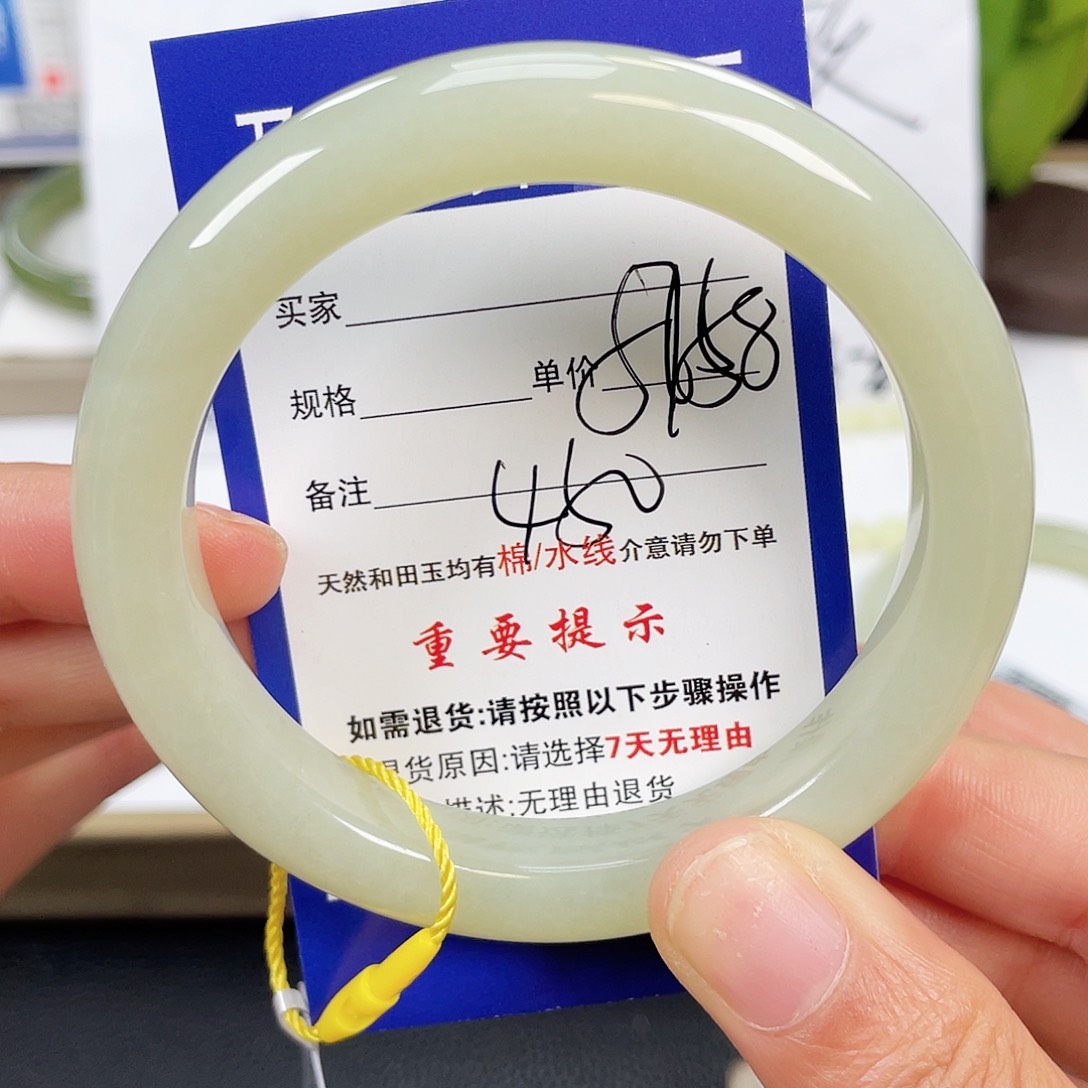 买家
规格 单价
备注 460
天然和田玉均有棉/水线介意请勿下单
重要提示
如需退货:请按照以下步骤操作
退货原因:请选择7天无理由
描述:无理由退货